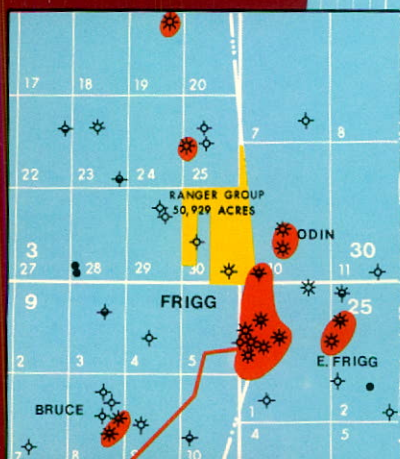 17 18 19 20
7 8
22 23 24 25
RANGER GROUP
50,929 ACRES
ODIN
3 30
27 28 29 30 10 11
9 FRIGG 25
2 3 4 5 E. FRIGG
BRUCE
1 2
4 5
7 8 9 10